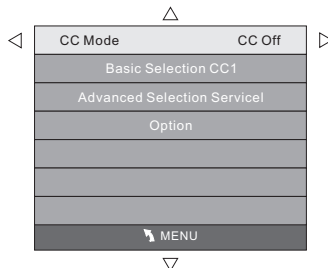 CC Mode CC Off
Basic Selection CC1
Advanced Selection Servicel
Option
MENU